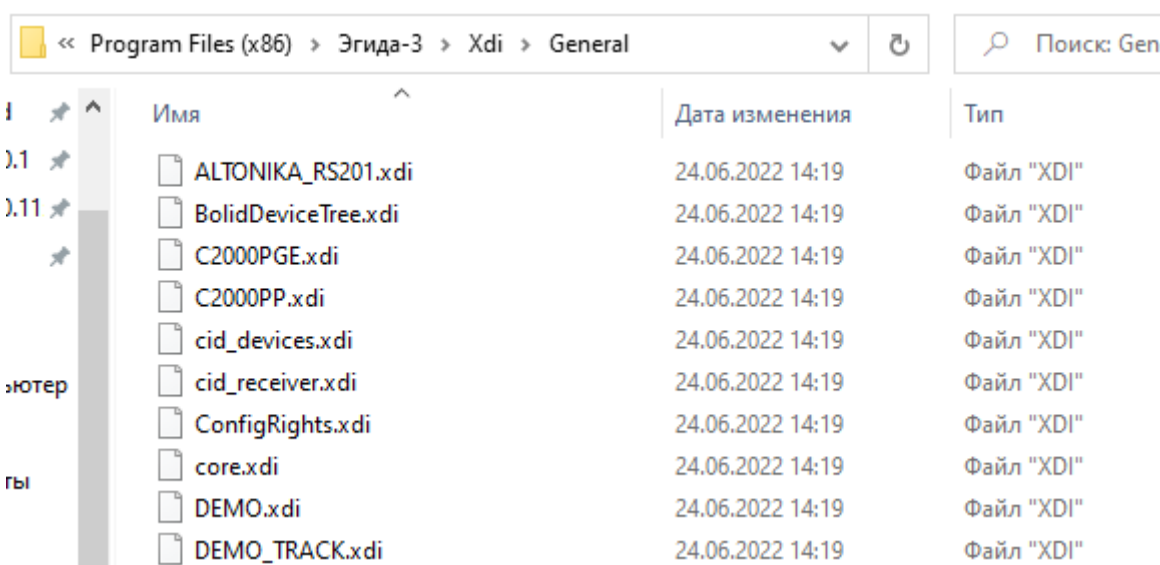 « Program Files (x86) › Эгида-3 › Xdi › General Поиск: Gen
Имя Дата изменения Тип
ALTONIKA_RS201.xdi 24.06.2022 14:19 Файл "XDI"
BolidDeviceTree.xdi 24.06.2022 14:19 Файл "XDI"
C2000PGE.xdi 24.06.2022 14:19 Файл "XDI"
C2000PP.xdi 24.06.2022 14:19 Файл "XDI"
cid_devices.xdi 24.06.2022 14:19 Файл "XDI"
cid_receiver.xdi 24.06.2022 14:19 Файл "XDI"
ConfigRights.xdi 24.06.2022 14:19 Файл "XDI"
core.xdi 24.06.2022 14:19 Файл "XDI"
DEMO.xdi 24.06.2022 14:19 Файл "XDI"
DEMO_TRACK.xdi 24.06.2022 14:19 Файл "XDI"